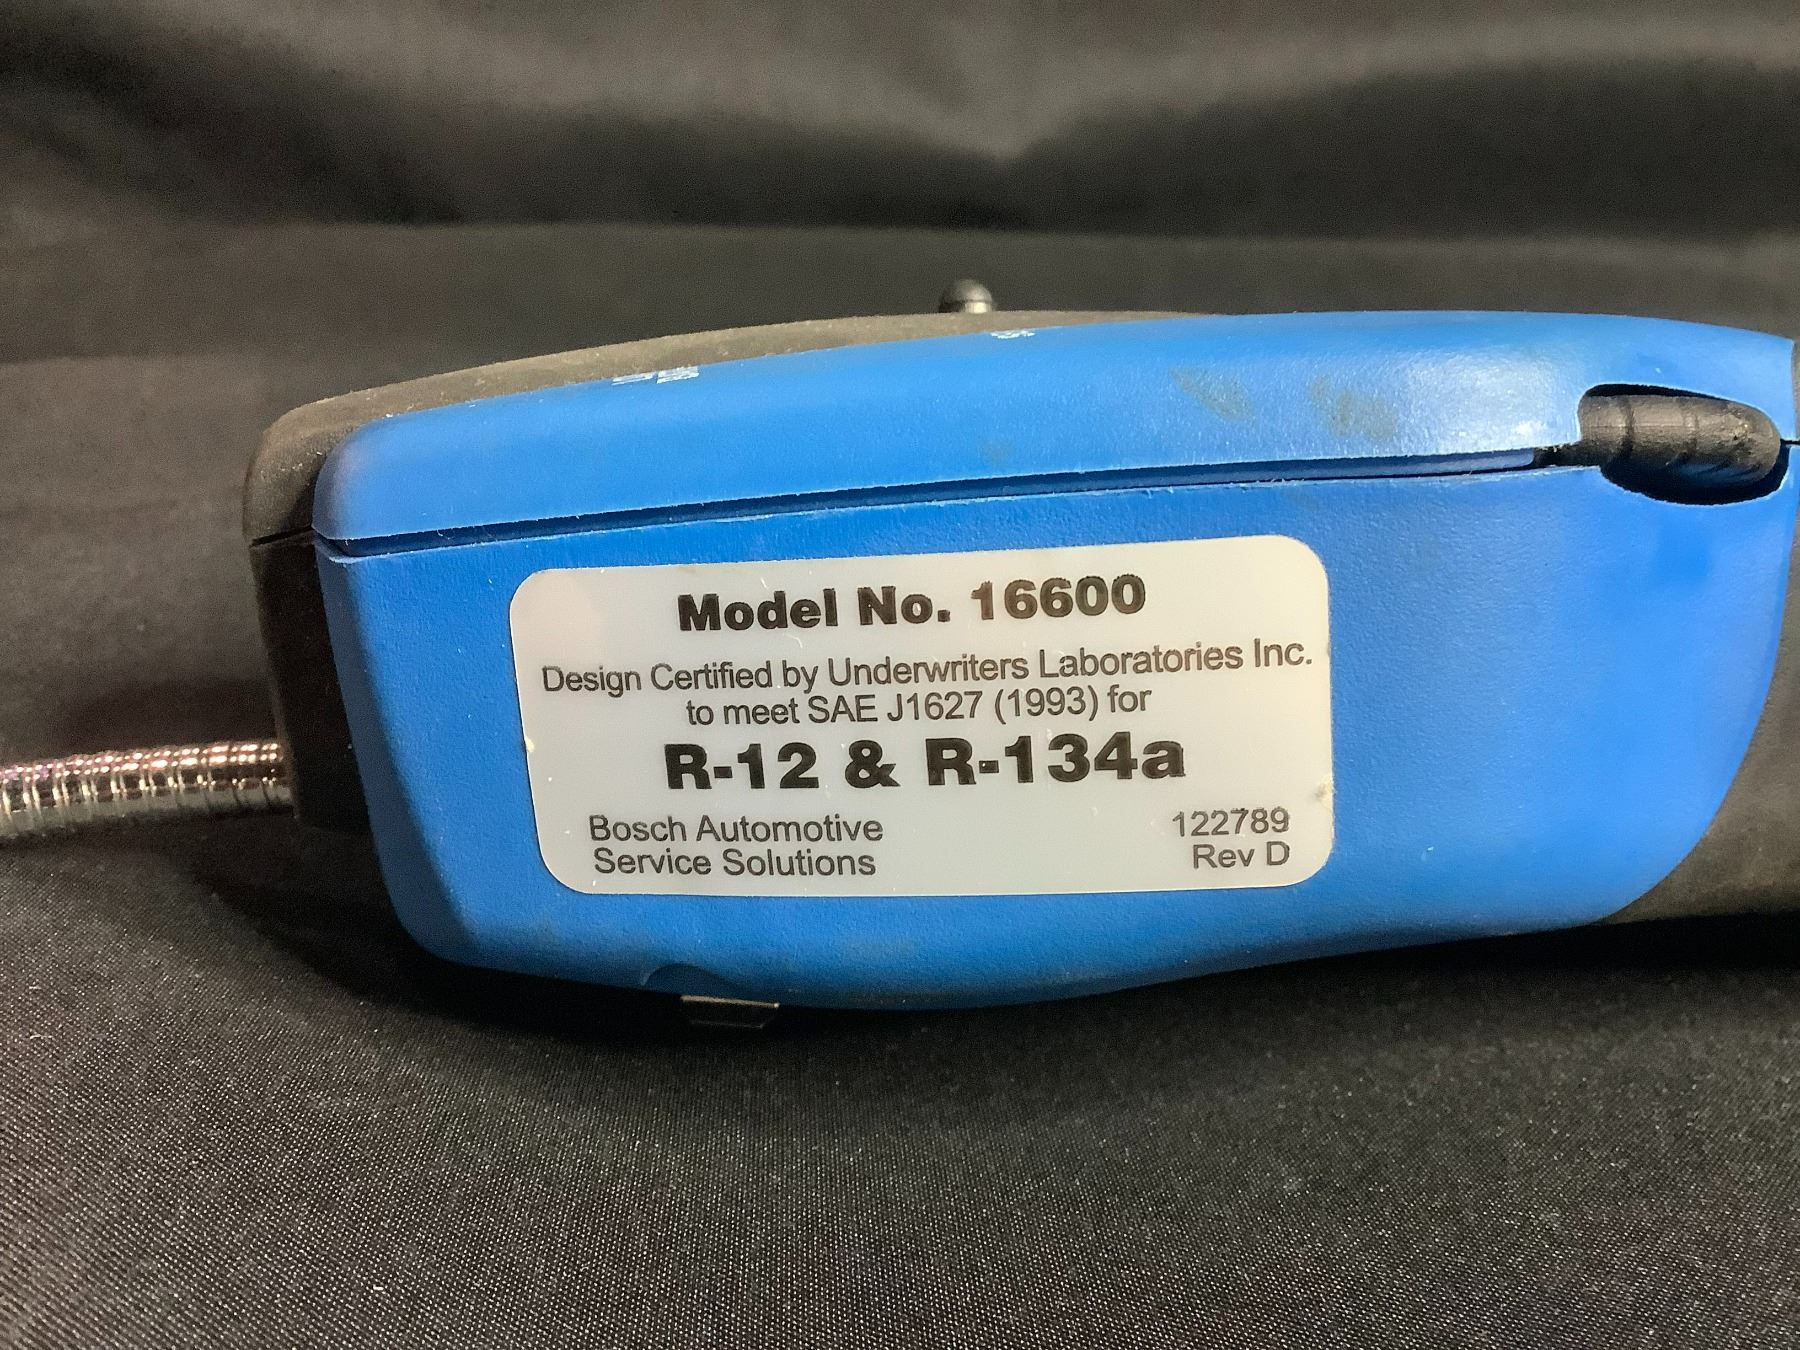 Model No. 16600
Design Certified by Underwriters Laboratories Inc.
to meet SAE J1627 (1993) for
R-12 & R-134a
Bosch Automotive
Service Solutions
122789
Rev D